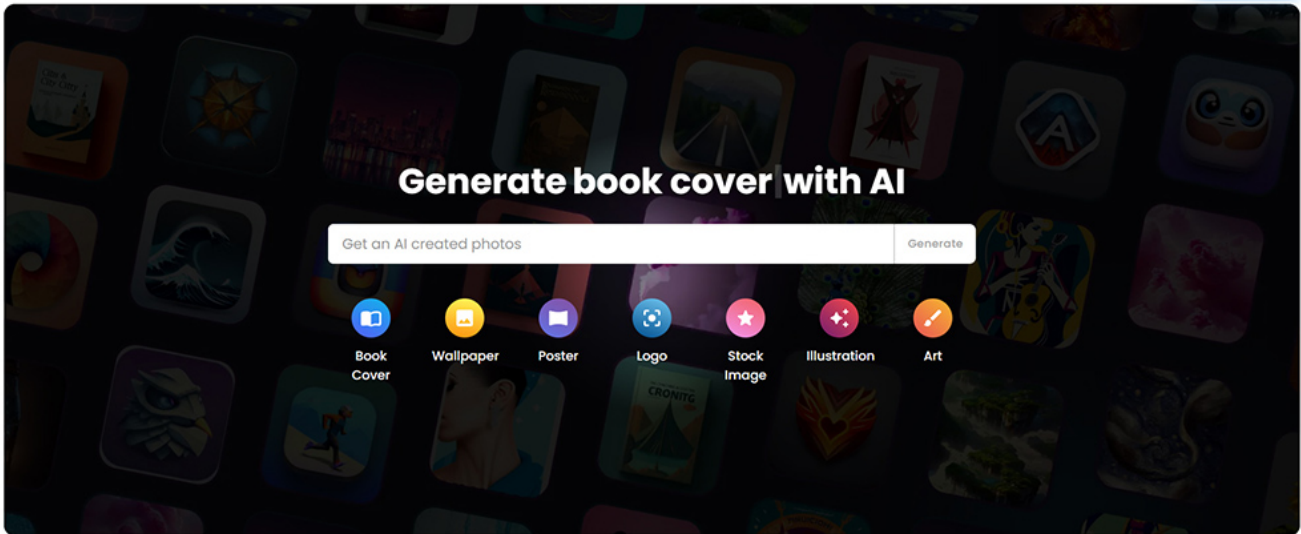 Generate book cover with AI
Get an AI created photos
Generate
Book
Cover
Wallpaper
Poster
Logo
Stock
Image
Illustration
Art
CRONITG